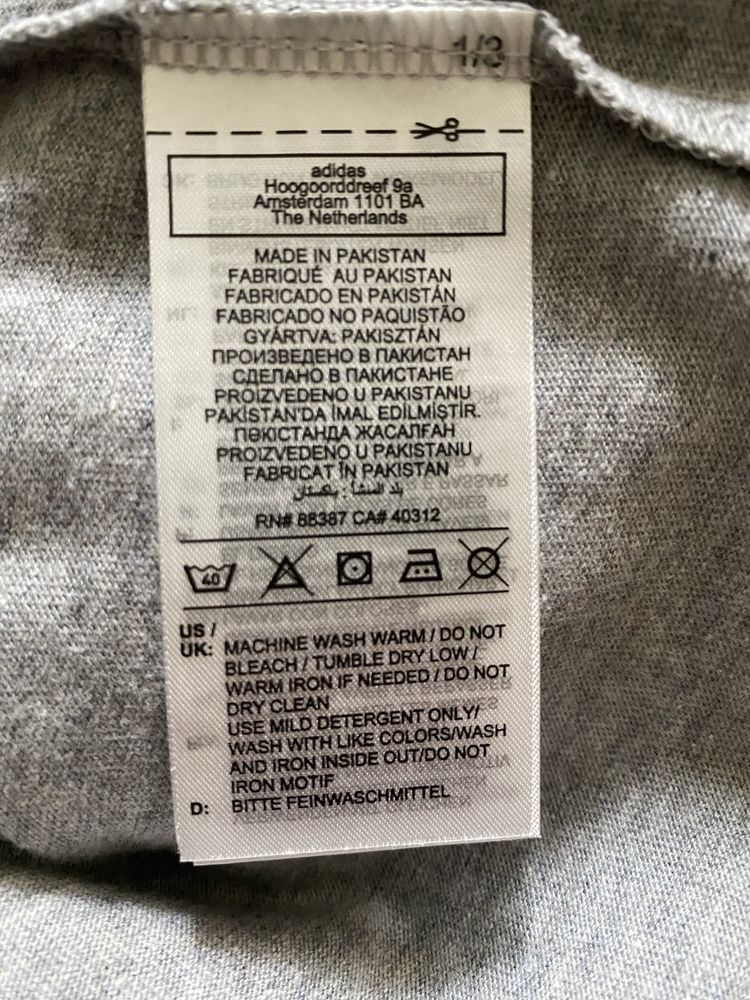 1/3
adidas
Hoogoorddreef 9a
Amsterdam 1101 BA
The Netherlands
MADE IN PAKISTAN
FABRIQUÉ AU PAKISTAN
FABRICADO EN PAKISTÁN
FABRICADO NO PAQUISTÃO
GYÁRTVA: PAKISZTÁN
ПРОИЗВЕДЕНО В ПАКИСТАН
СДЕЛАНО В ПАКИСТАНЕ
PROIZVEDENO U PAKISTANU
PAKİSTAN'DA İMAL EDİLMİŞTİR.
ПӘКІСТАНДА ЖАСАЛҒАН
PROIZVEDENO U PAKISTANU
FABRICAT ÎN PAKISTAN
بلد المنشأ : باكستان
RN# 88387 CA# 40312
40
US /
UK: MACHINE WASH WARM / DO NOT
BLEACH / TUMBLE DRY LOW /
WARM IRON IF NEEDED / DO NOT
DRY CLEAN
USE MILD DETERGENT ONLY/
WASH WITH LIKE COLORS/WASH
AND IRON INSIDE OUT/DO NOT
IRON MOTIF
D: BITTE FEINWASCHMITTEL